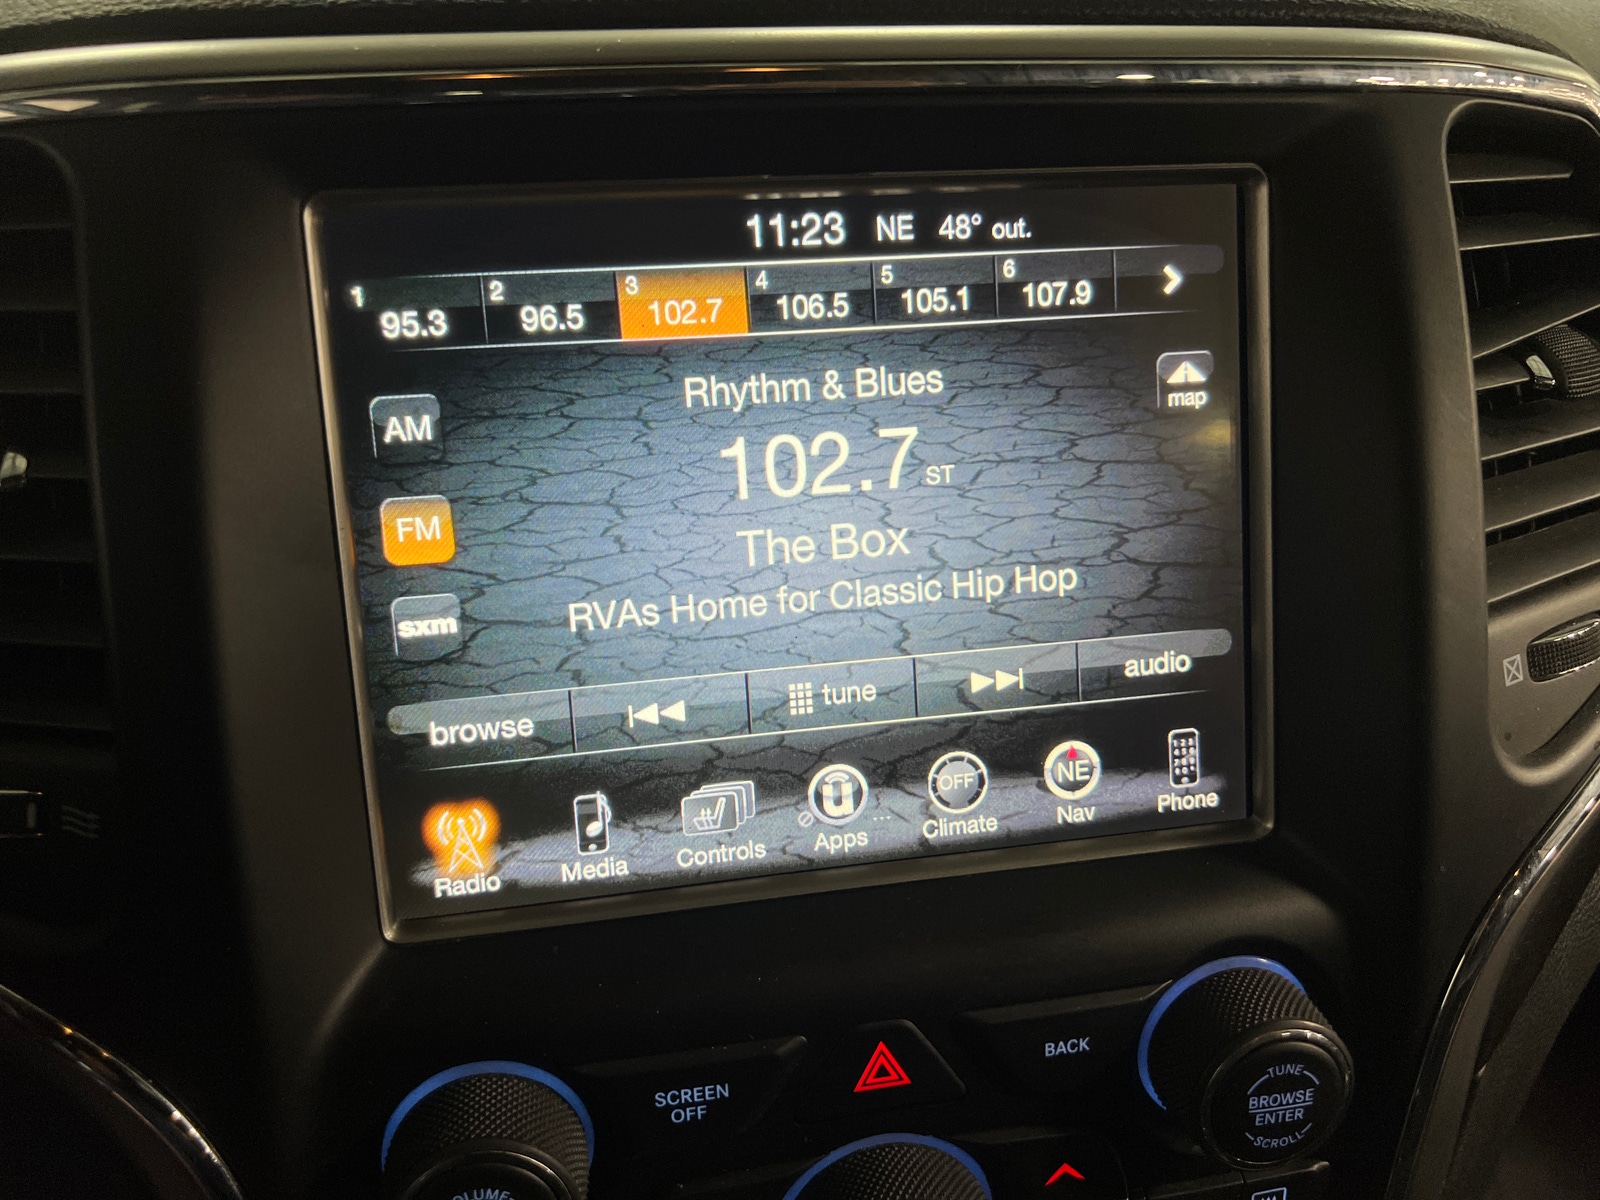 11:23 NE 48° out.
1 95.3 2 96.5 3 102.7 4 106.5 5 105.1 6 107.9
map
AM
Rhythm & Blues
102.7 ST
FM
The Box
sxm
RVAs Home for Classic Hip Hop
browse tune audio
Radio Media Controls Apps OFF Climate NE Nav Phone
SCREEN
OFF
BACK
TUNE
BROWSE
ENTER
SCROLL